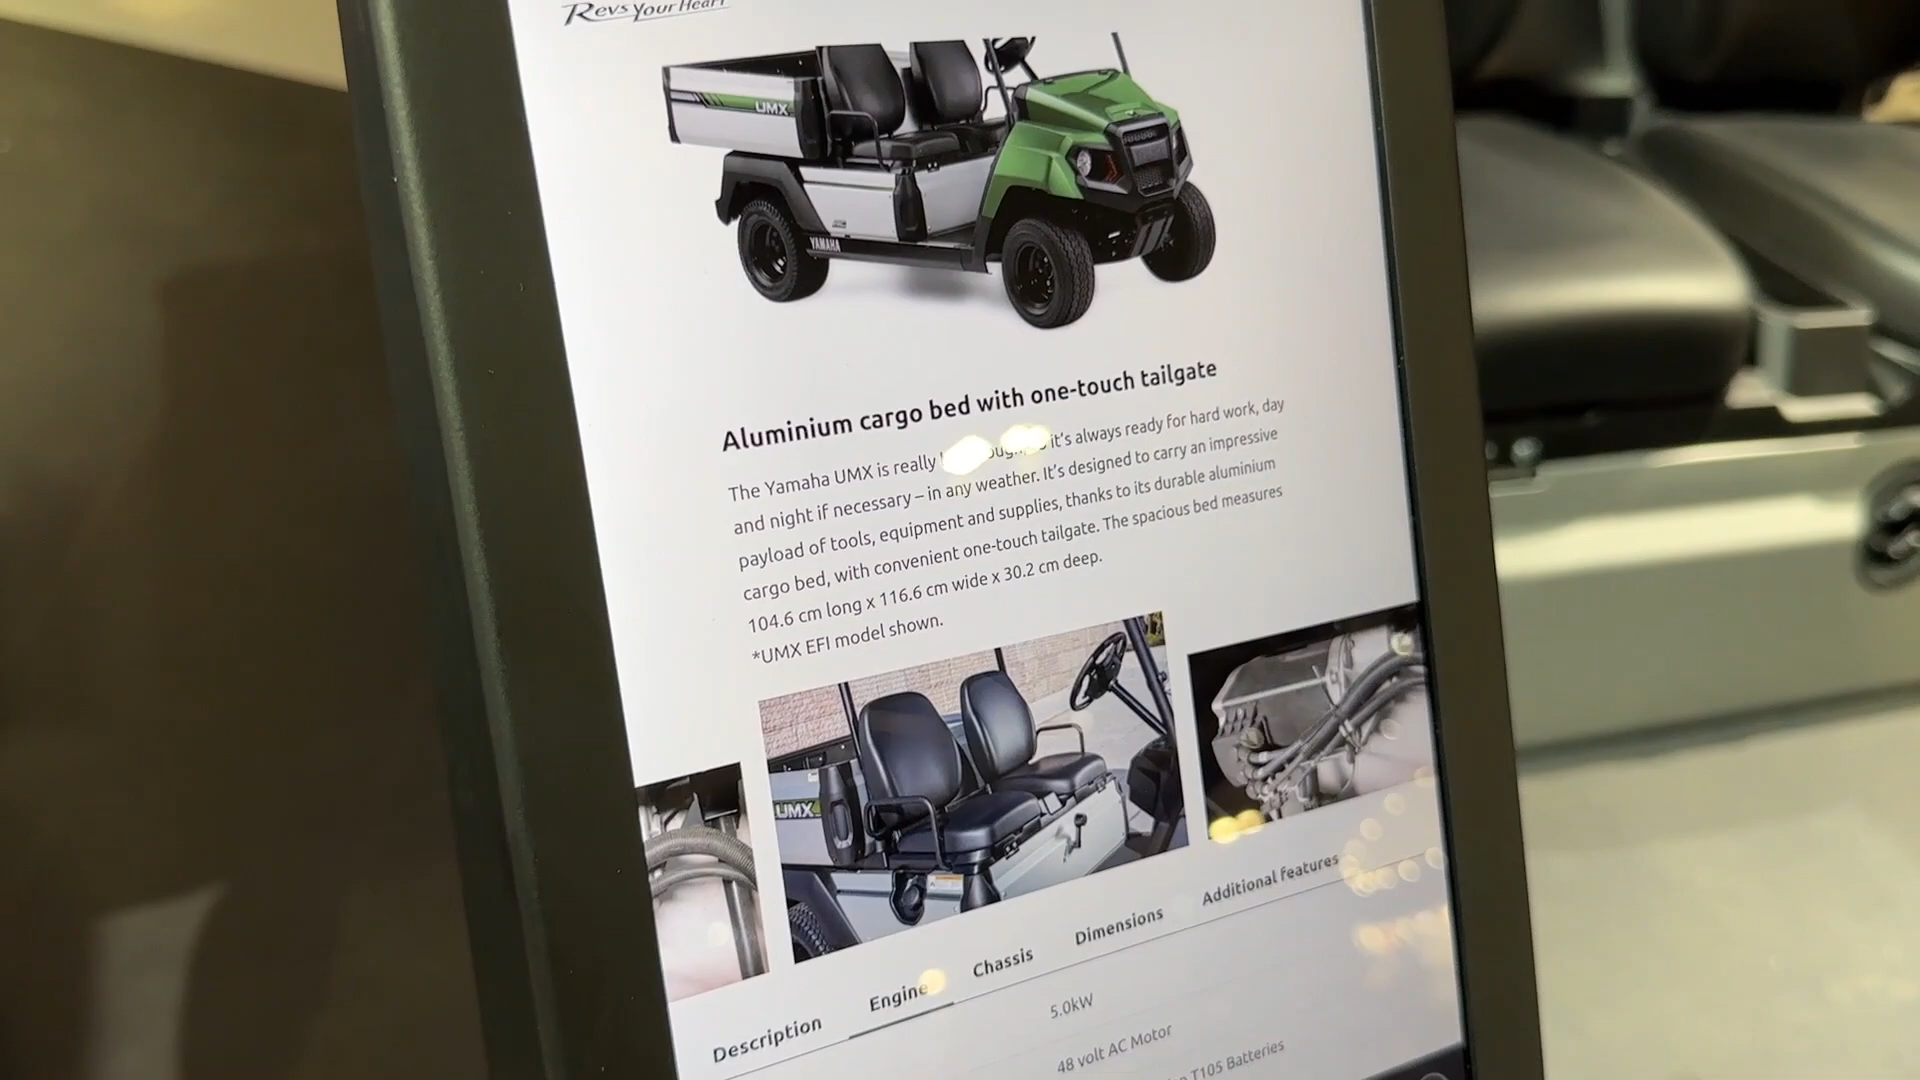 Revs Your Heart
UMX
YAMAHA
Aluminium cargo bed with one-touch tailgate
The Yamaha UMX is really it's always ready for hard work, day
and night if necessary – in any weather. It's designed to carry an impressive
payload of tools, equipment and supplies, thanks to its durable aluminium
cargo bed, with convenient one-touch tailgate. The spacious bed measures
104.6 cm long x 116.6 cm wide x 30.2 cm deep.
*UMX EFI model shown.
UMX
Description Engine Chassis Dimensions Additional features
5.0kW
48 volt AC Motor
T105 Batteries